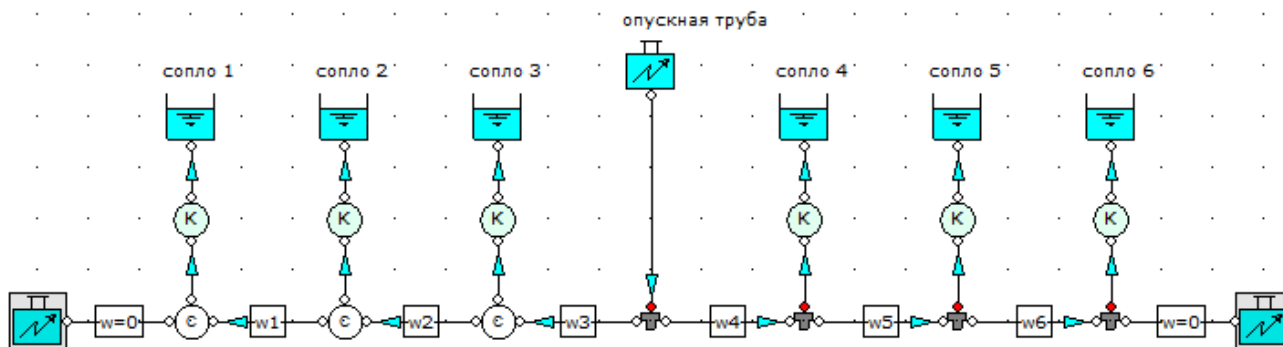 опускная труба
сопло 1
сопло 2
сопло 3
сопло 4
сопло 5
сопло 6
K
K
K
K
K
K
w=0
є
w1
є
w2
є
w3
w4
w5
w6
w=0